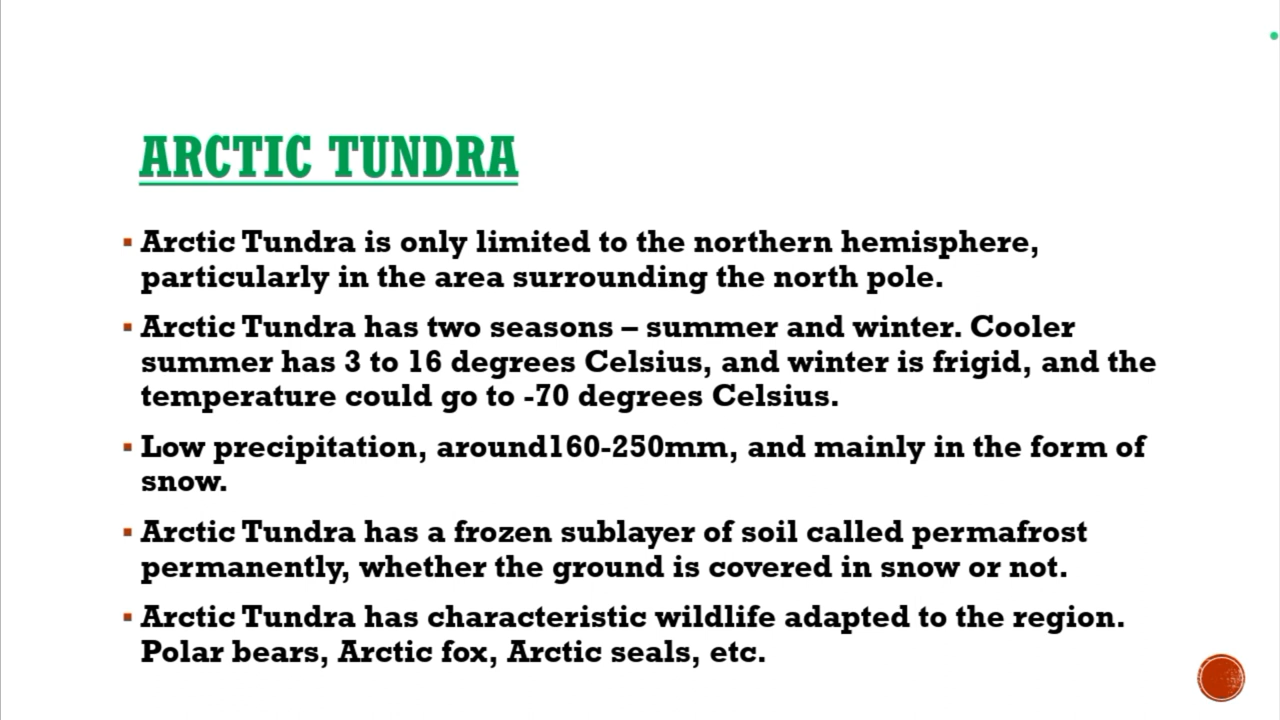 ARCTIC TUNDRA
▪ Arctic Tundra is only limited to the northern hemisphere,
particularly in the area surrounding the north pole.
▪ Arctic Tundra has two seasons – summer and winter. Cooler
summer has 3 to 16 degrees Celsius, and winter is frigid, and the
temperature could go to -70 degrees Celsius.
▪ Low precipitation, around160-250mm, and mainly in the form of
snow.
▪ Arctic Tundra has a frozen sublayer of soil called permafrost
permanently, whether the ground is covered in snow or not.
▪ Arctic Tundra has characteristic wildlife adapted to the region.
Polar bears, Arctic fox, Arctic seals, etc.